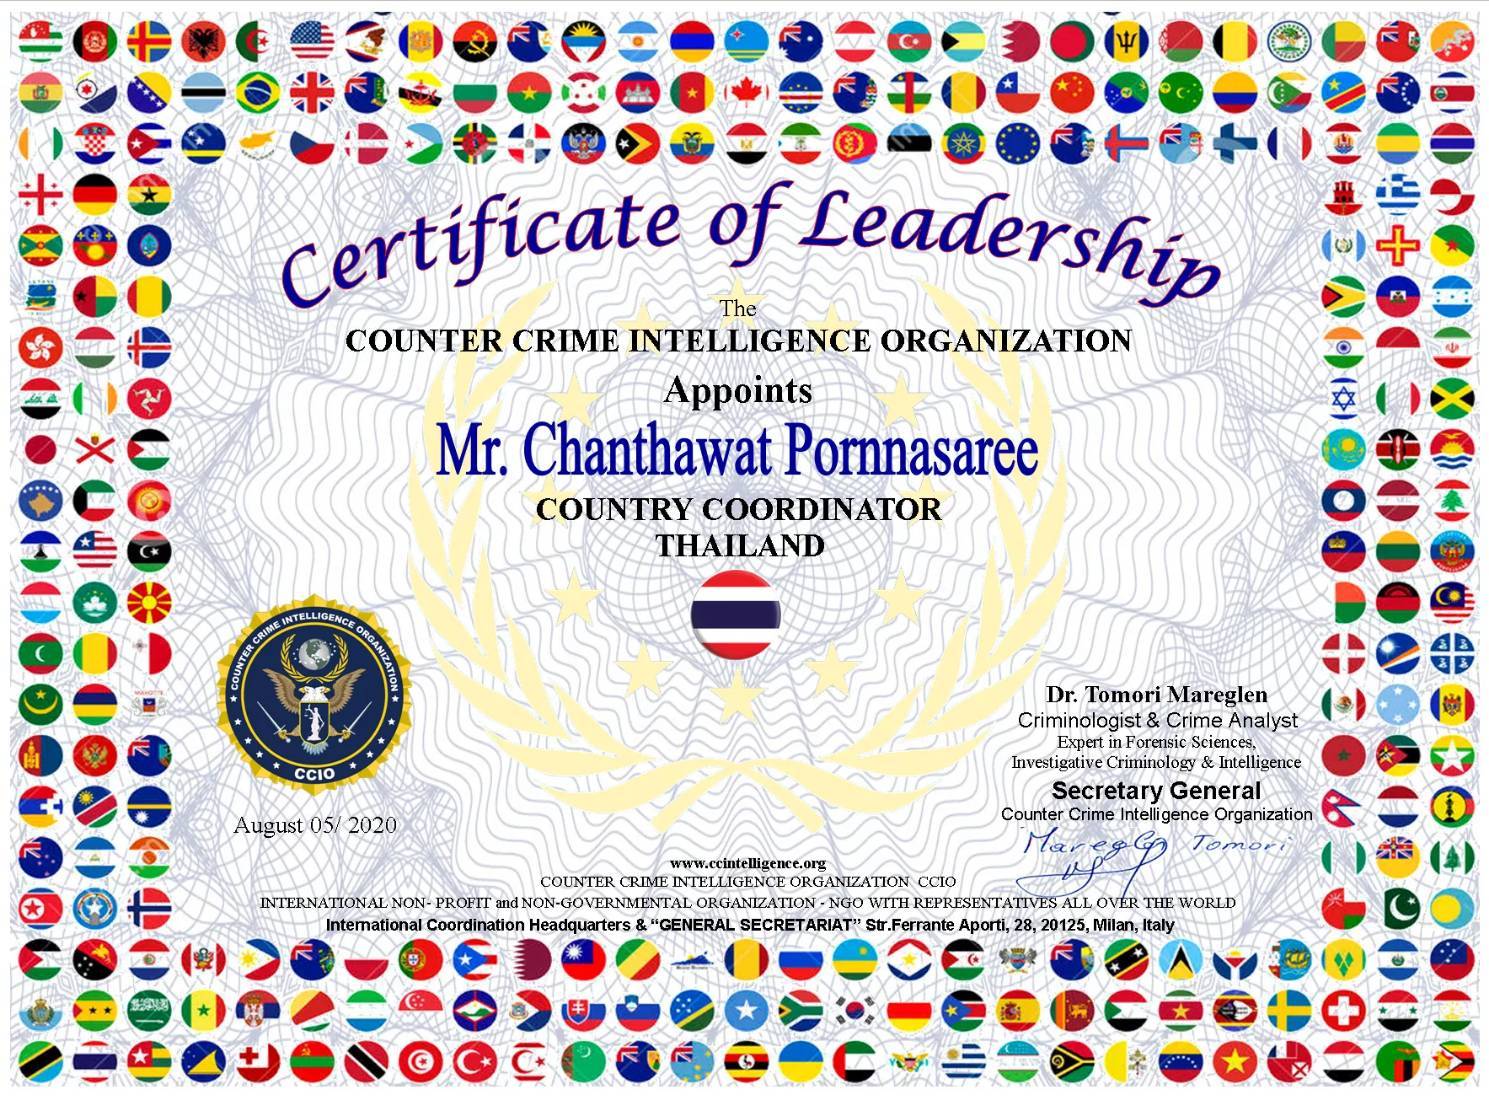 Certificate of Leadership
The
COUNTER CRIME INTELLIGENCE ORGANIZATION
Appoints
Mr. Chanthawat Pornnasaree
COUNTRY COORDINATOR
THAILAND
COUNTER CRIME INTELLIGENCE ORGANIZATION
CCIO
August 05/ 2020
Dr. Tomori Mareglen
Criminologist & Crime Analyst
Expert in Forensic Sciences,
Investigative Criminology & Intelligence
Secretary General
Counter Crime Intelligence Organization
Mareglen Tomori
www.ccintelligence.org
COUNTER CRIME INTELLIGENCE ORGANIZATION CCIO
INTERNATIONAL NON- PROFIT and NON-GOVERNMENTAL ORGANIZATION - NGO WITH REPRESENTATIVES ALL OVER THE WORLD
International Coordination Headquarters & “GENERAL SECRETARIAT” Str.Ferrante Aporti, 28, 20125, Milan, Italy